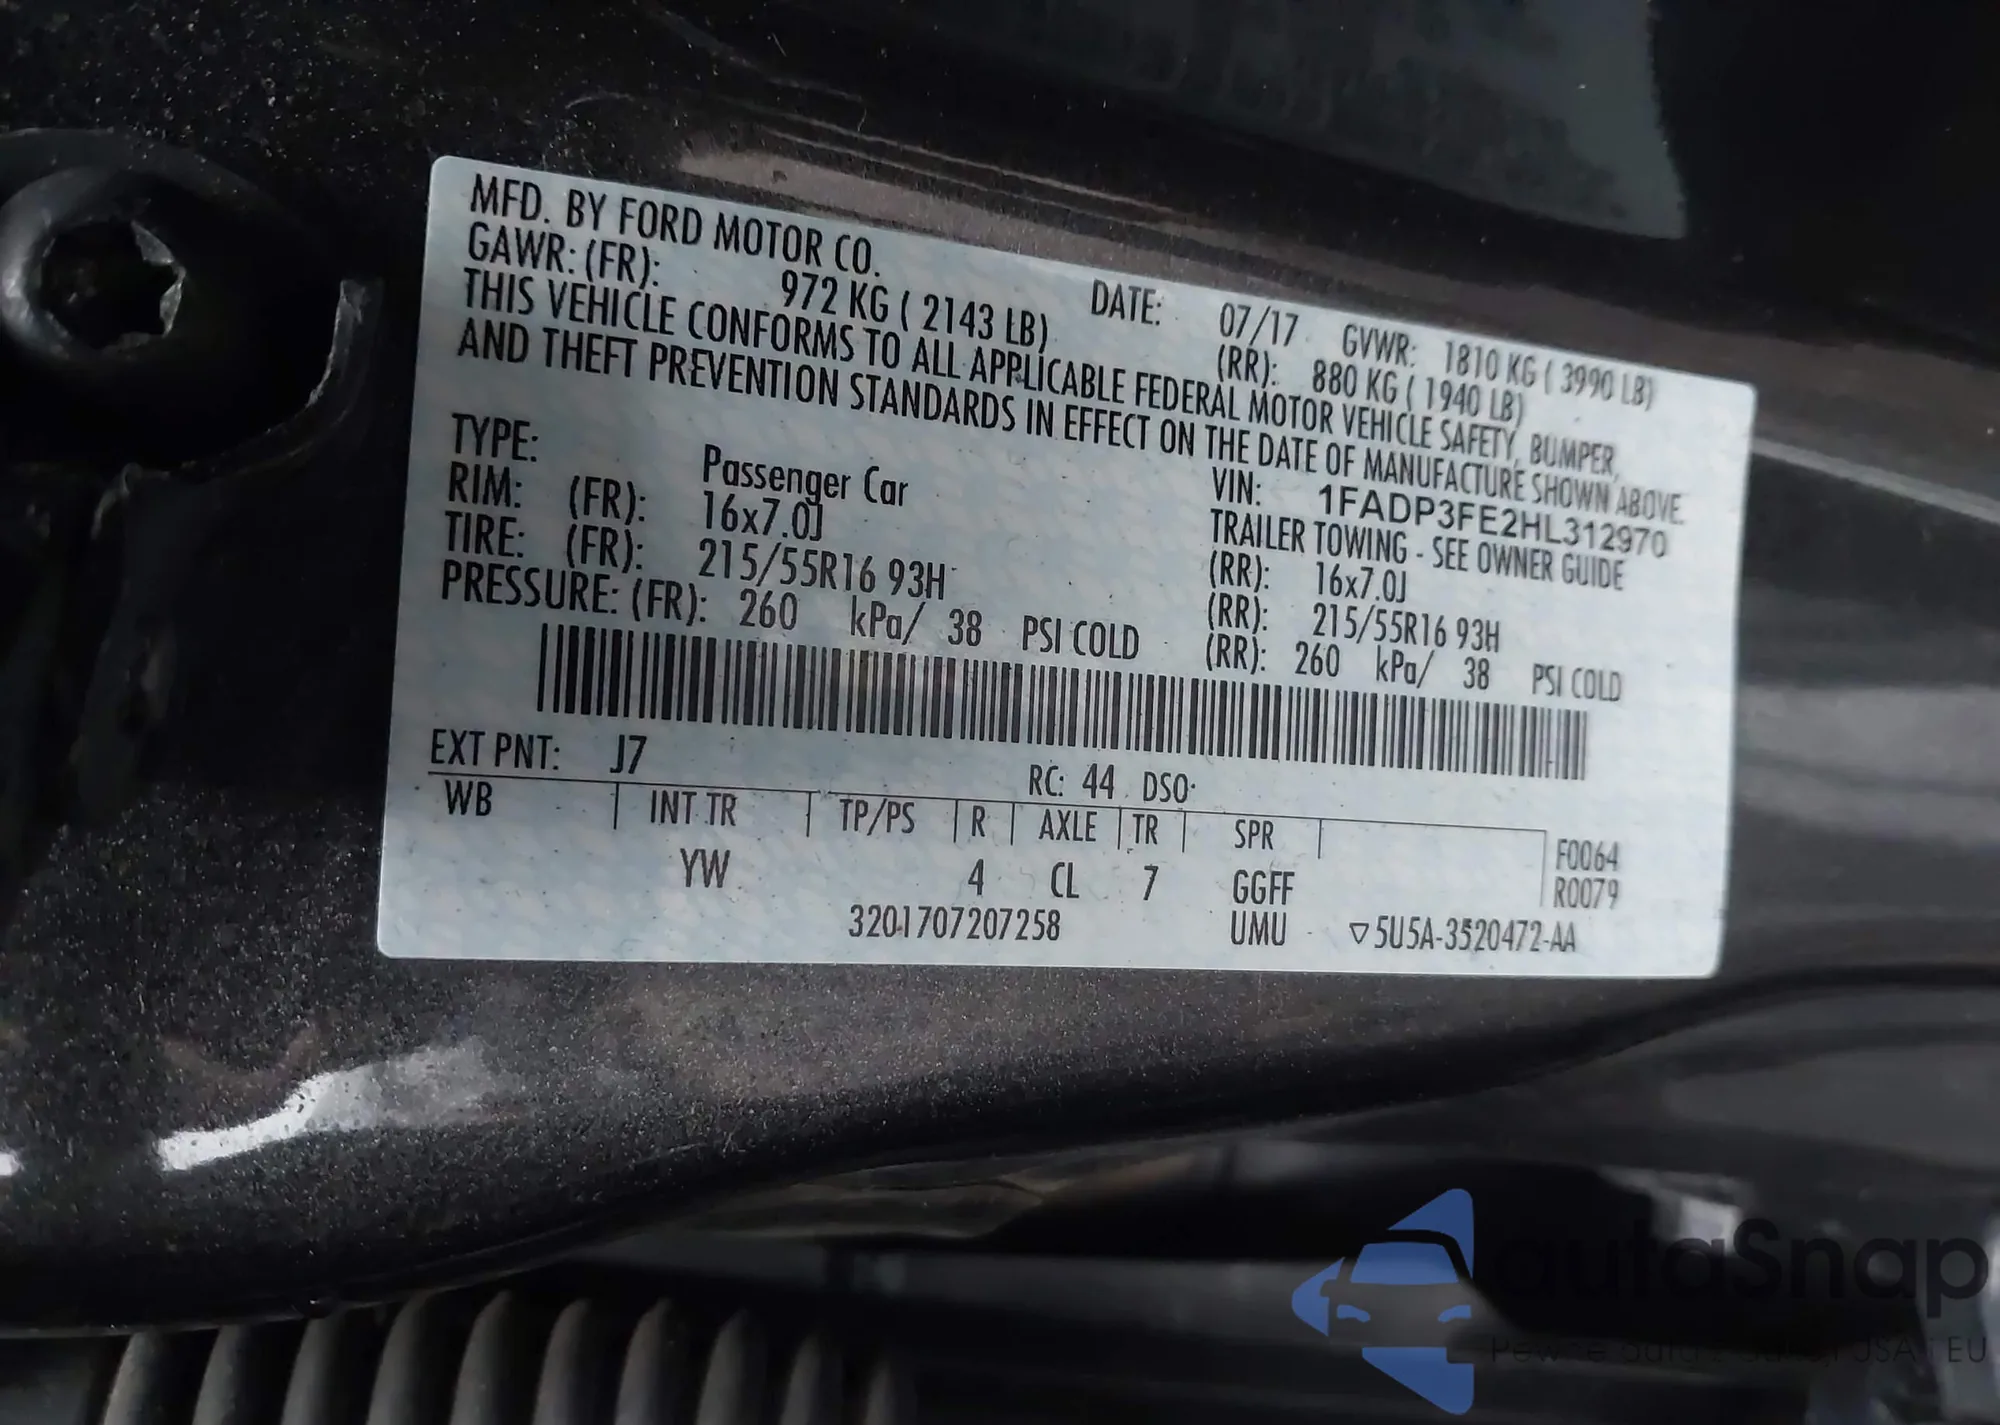 MFD. BY FORD MOTOR CO. DATE: 07/17 GVWR: 1810 KG ( 3990 LB)
GAWR: (FR): 972 KG ( 2143 LB) (RR): 880 KG ( 1940 LB)
THIS VEHICLE CONFORMS TO ALL APPLICABLE FEDERAL MOTOR VEHICLE SAFETY, BUMPER,
AND THEFT PREVENTION STANDARDS IN EFFECT ON THE DATE OF MANUFACTURE SHOWN ABOVE.
VIN: 1FADP3FE2HL312970
TYPE: Passenger Car TRAILER TOWING - SEE OWNER GUIDE
RIM: (FR): 16x7.0J (RR): 16x7.0J
TIRE: (FR): 215/55R16 93H (RR): 215/55R16 93H
PRESSURE: (FR): 260 kPa/ 38 PSI COLD (RR): 260 kPa/ 38 PSI COLD
EXT PNT: J7 RC: 44 DSO:
WB INT TR TP/PS R AXLE TR SPR F0064
YW 4 CL 7 GGFF R0079
3201707207258 UMU ▽5U5A-3520472-AA
autoSnap
USA i EU